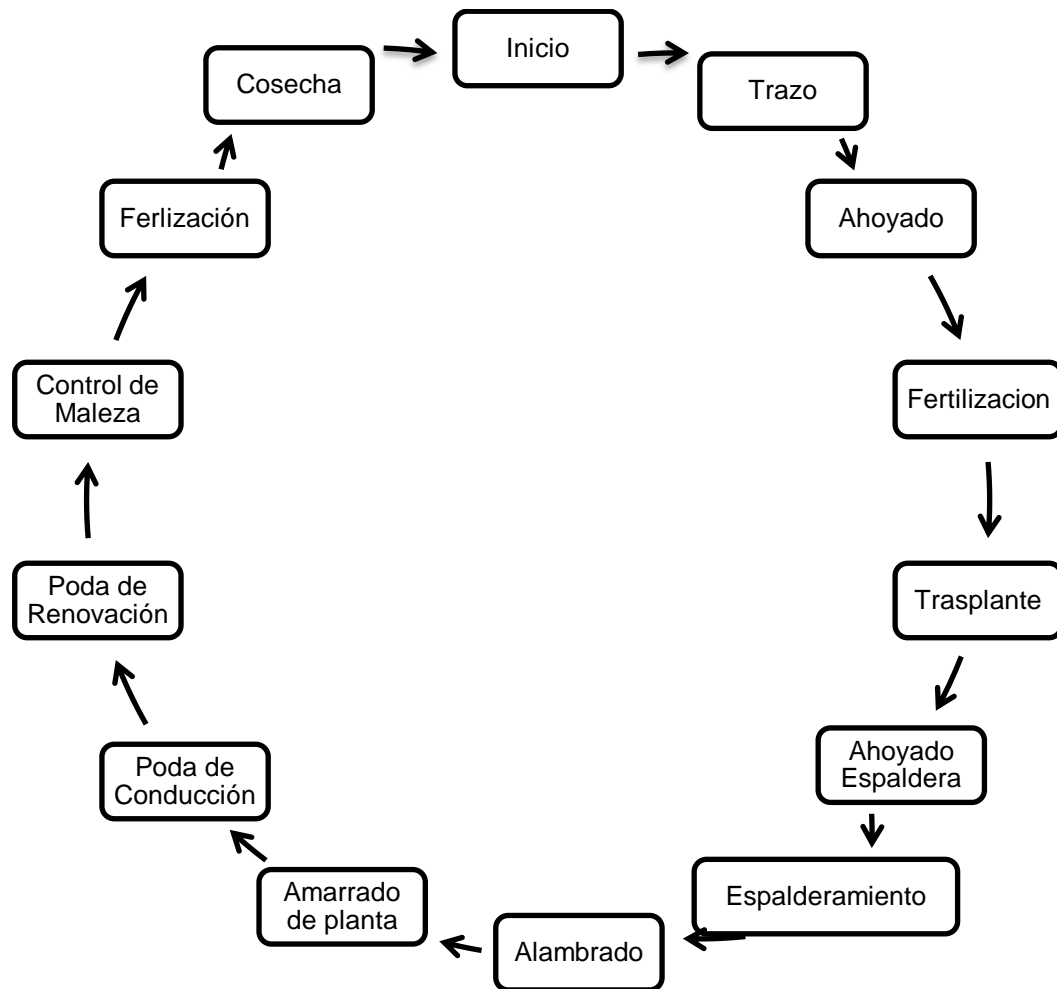 Inicio
Trazo
Ahoyado
Fertilizacion
Trasplante
Ahoyado
Espaldera
Espalderamiento
Alambrado
Amarrado
de planta
Poda de
Conducción
Poda de
Renovación
Control de
Maleza
Ferlización
Cosecha